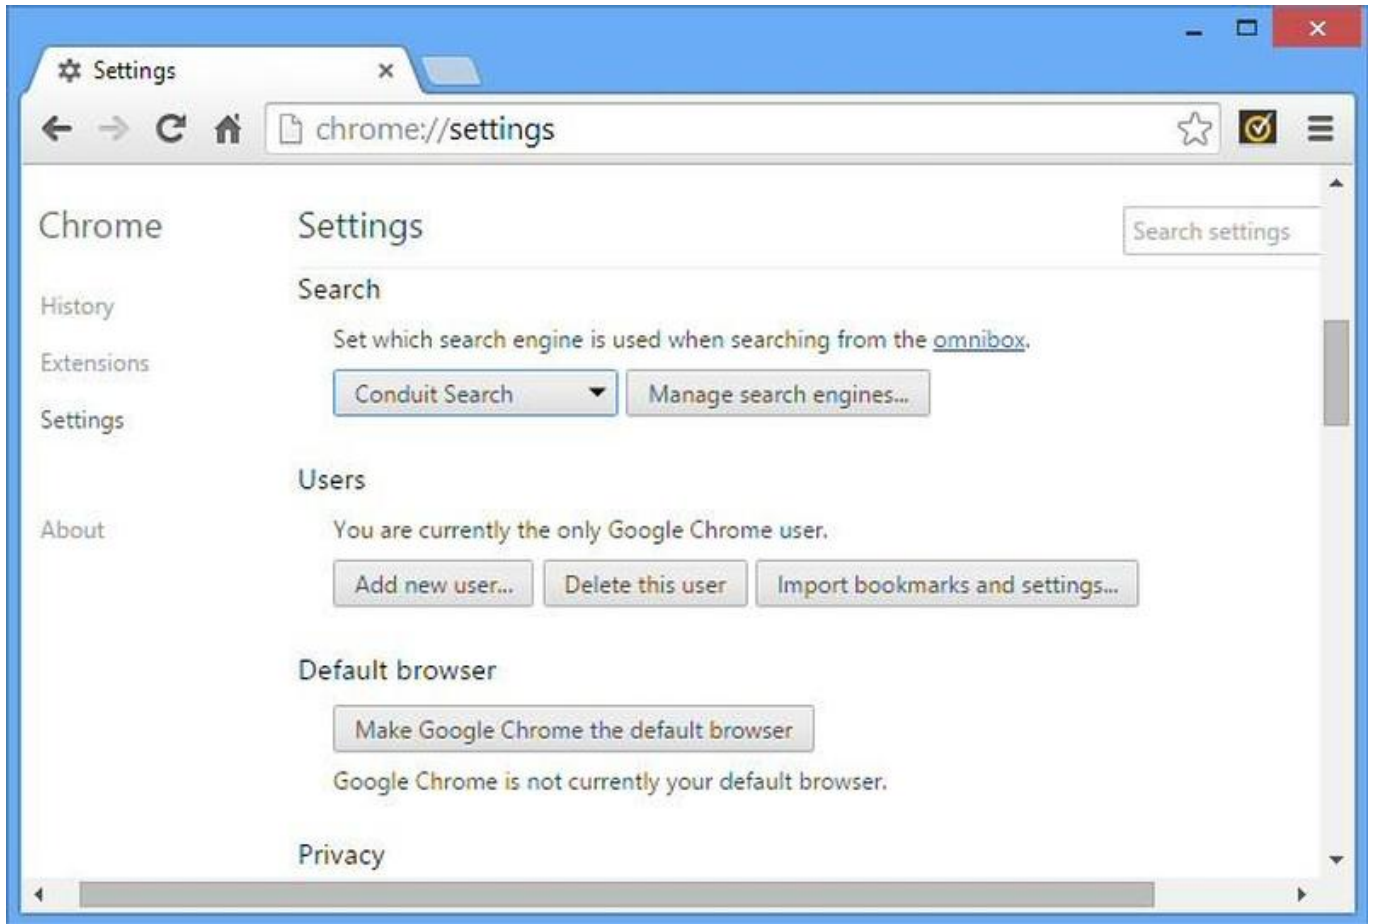 Settings
chrome://settings
Chrome
Settings
Search settings
History
Extensions
Settings
About
Search
Set which search engine is used when searching from the omnibox.
Conduit Search
Manage search engines...
Users
You are currently the only Google Chrome user.
Add new user...
Delete this user
Import bookmarks and settings...
Default browser
Make Google Chrome the default browser
Google Chrome is not currently your default browser.
Privacy